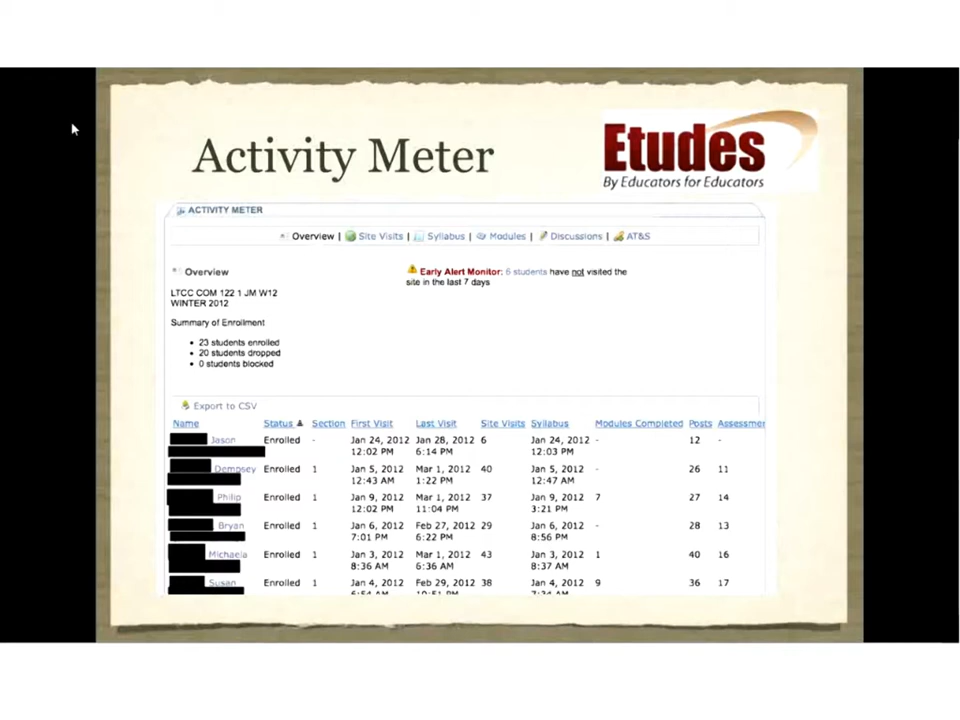 Activity Meter
Etudes
By Educators for Educators
ACTIVITY METER
Overview | Site Visits | Syllabus | Modules | Discussions | AT&S
Overview
Early Alert Monitor: 6 students have not visited the
site in the last 7 days
LTCC COM 122 1 JM W12
WINTER 2012
Summary of Enrollment
• 23 students enrolled
• 20 students dropped
• 0 students blocked
Export to CSV
Name Status Section First Visit Last Visit Site Visits Syllabus Modules Completed Posts Assessmen
Jason Enrolled - Jan 24, 2012 Jan 28, 2012 6 Jan 24, 2012 - 12 -
12:02 PM 6:14 PM 12:03 PM
Dempsey Enrolled 1 Jan 5, 2012 Mar 1, 2012 40 Jan 5, 2012 - 26 11
12:43 AM 1:22 PM 12:47 AM
Philip Enrolled 1 Jan 9, 2012 Mar 1, 2012 37 Jan 9, 2012 7 27 14
12:02 PM 11:04 PM 3:21 PM
Bryan Enrolled 1 Jan 6, 2012 Feb 27, 2012 29 Jan 6, 2012 - 28 13
7:01 PM 6:22 PM 8:56 PM
Michaela Enrolled 1 Jan 3, 2012 Mar 1, 2012 43 Jan 3, 2012 1 40 16
8:36 AM 6:36 AM 8:37 AM
Susan Enrolled 1 Jan 4, 2012 Feb 29, 2012 38 Jan 4, 2012 9 36 17